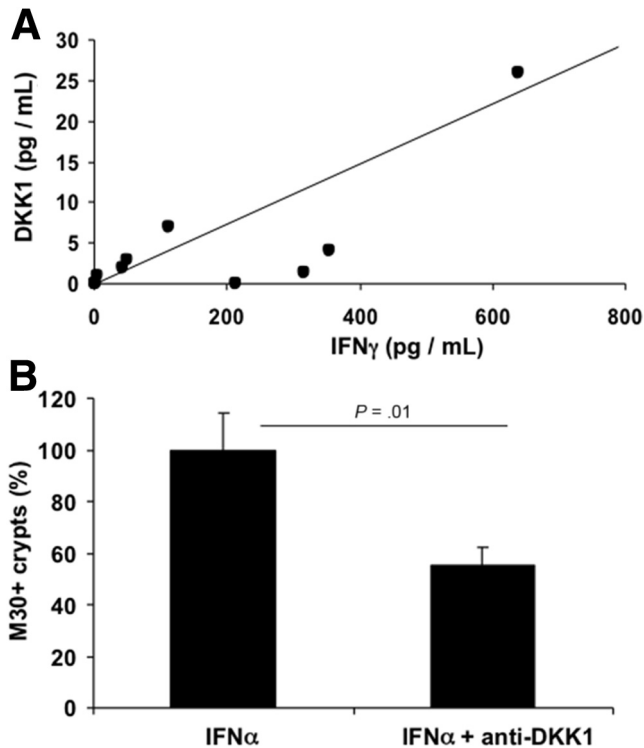 A
30
25
20
15
10
5
0
DKK1 (pg / mL)
0 200 400 600 800
IFNγ (pg / mL)
B
120
100
80
60
40
20
0
M30+ crypts (%)
P = .01
IFNα IFNα + anti-DKK1